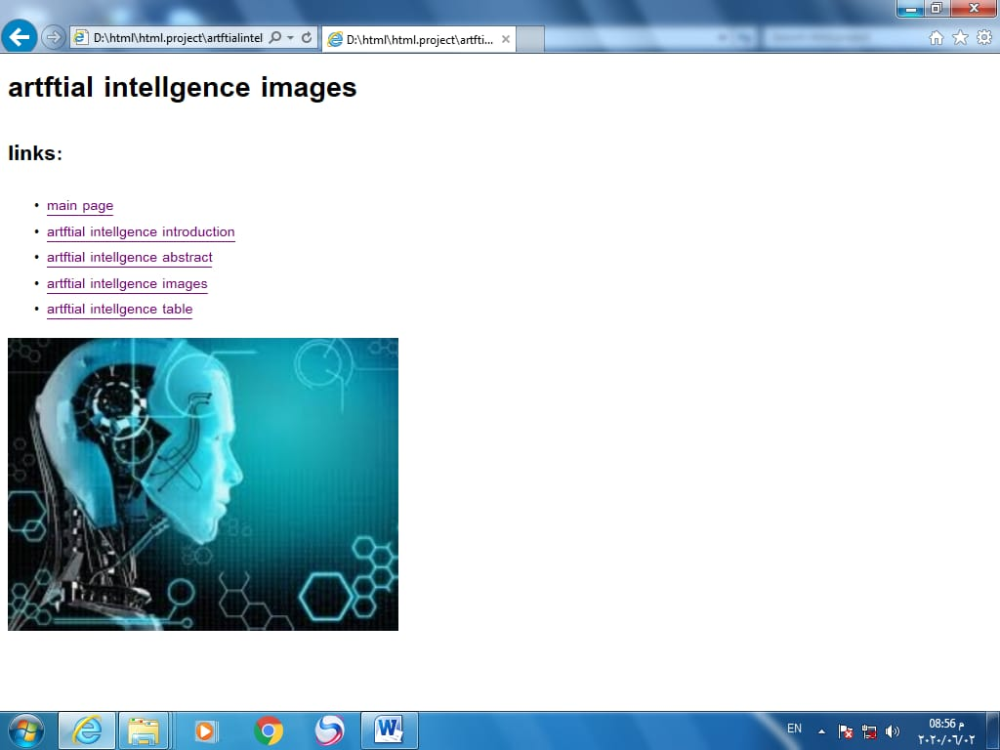 D:\html\html.project\artftialintel
D:\html\html.project\artfti...
artftial intellgence images
links:
• main page
• artftial intellgence introduction
• artftial intellgence abstract
• artftial intellgence images
• artftial intellgence table
EN
08:56 م
٢٠٢٠/٠٦/٠٢